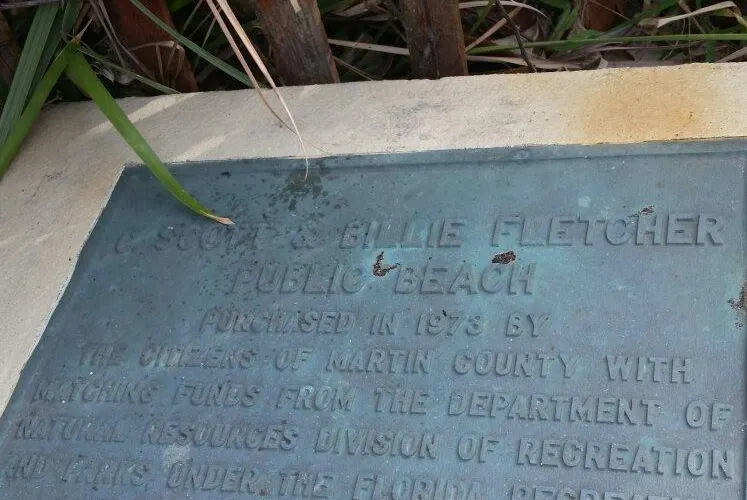 C SCOTT & BILLIE FLETCHER
PUBLIC BEACH
PURCHASED IN 1973 BY
THE CITIZENS OF MARTIN COUNTY WITH
MATCHING FUNDS FROM THE DEPARTMENT OF
NATURAL RESOURCES DIVISION OF RECREATION
AND PARKS UNDER THE FLORIDA